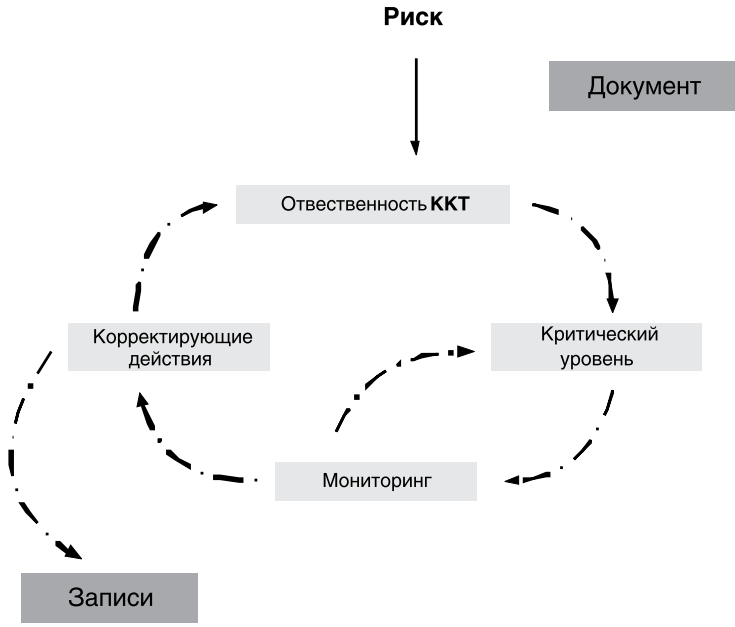 Риск
Документ
Отвественность ККТ
Корректирующие
действия
Критический
уровень
Мониторинг
Записи